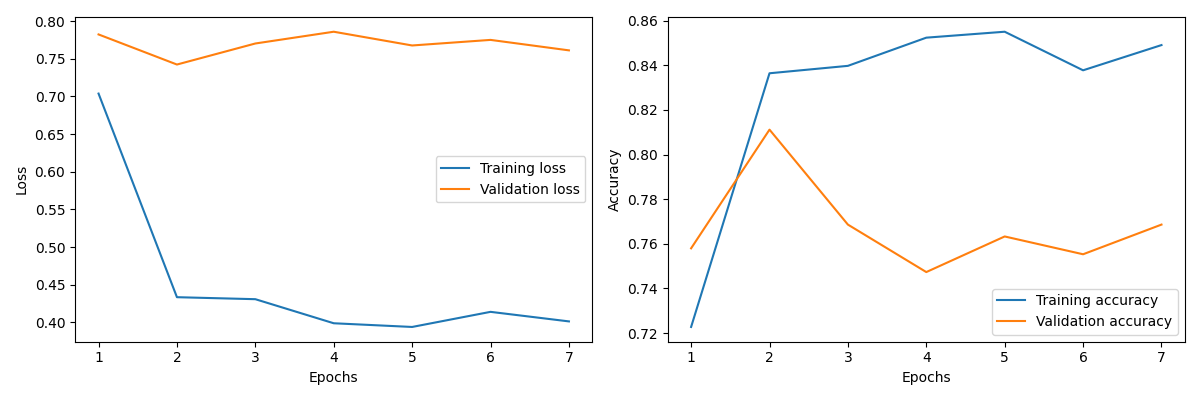 0.80
0.75
0.70
0.65
0.60
0.55
0.50
0.45
0.40
Loss
1 2 3 4 5 6 7
Epochs
Training loss
Validation loss
0.86
0.84
0.82
0.80
0.78
0.76
0.74
0.72
Accuracy
1 2 3 4 5 6 7
Epochs
Training accuracy
Validation accuracy